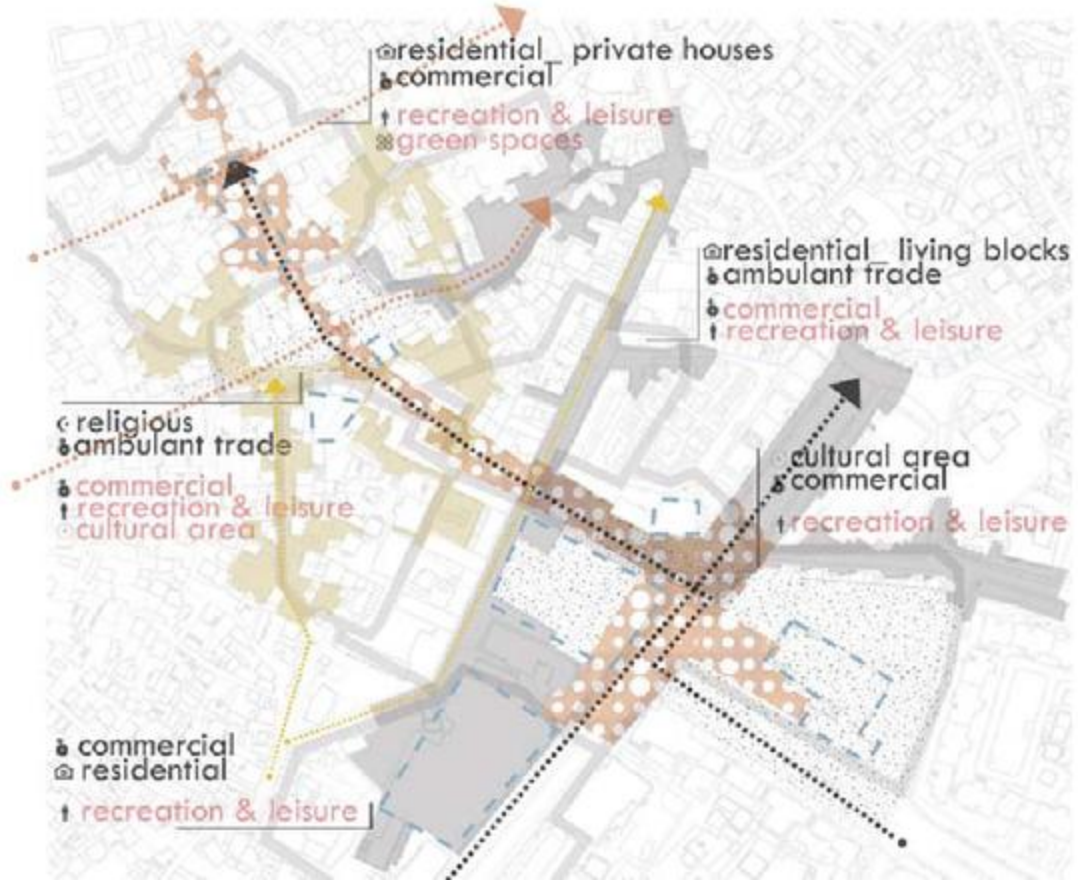 residential_ private houses
commercial
recreation & leisure
green spaces
residential_ living blocks
ambulant trade
commercial
recreation & leisure
religious
ambulant trade
commercial
recreation & leisure
cultural area
cultural area
commercial
recreation & leisure
commercial
residential
recreation & leisure